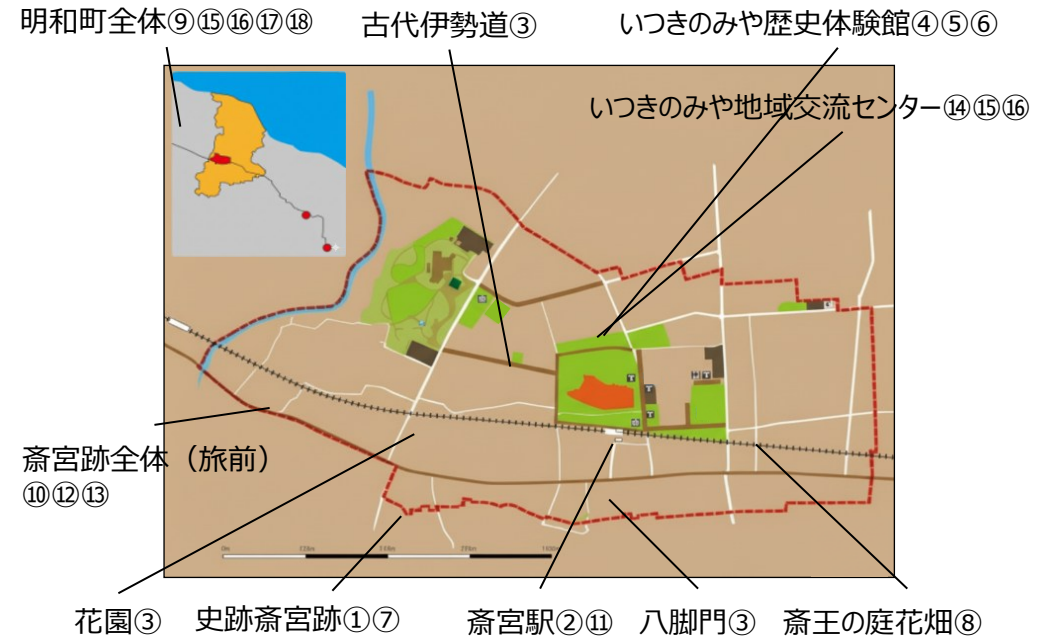 明和町全体⑨⑮⑯⑰⑱
古代伊勢道③
いつきのみや歴史体験館④⑤⑥
いつきのみや地域交流センター⑭⑮⑯
斎宮跡全体（旅前）
⑩⑫⑬
花園③
史跡斎宮跡①⑦
斎宮駅②⑪
八脚門③
斎王の庭花畑⑧